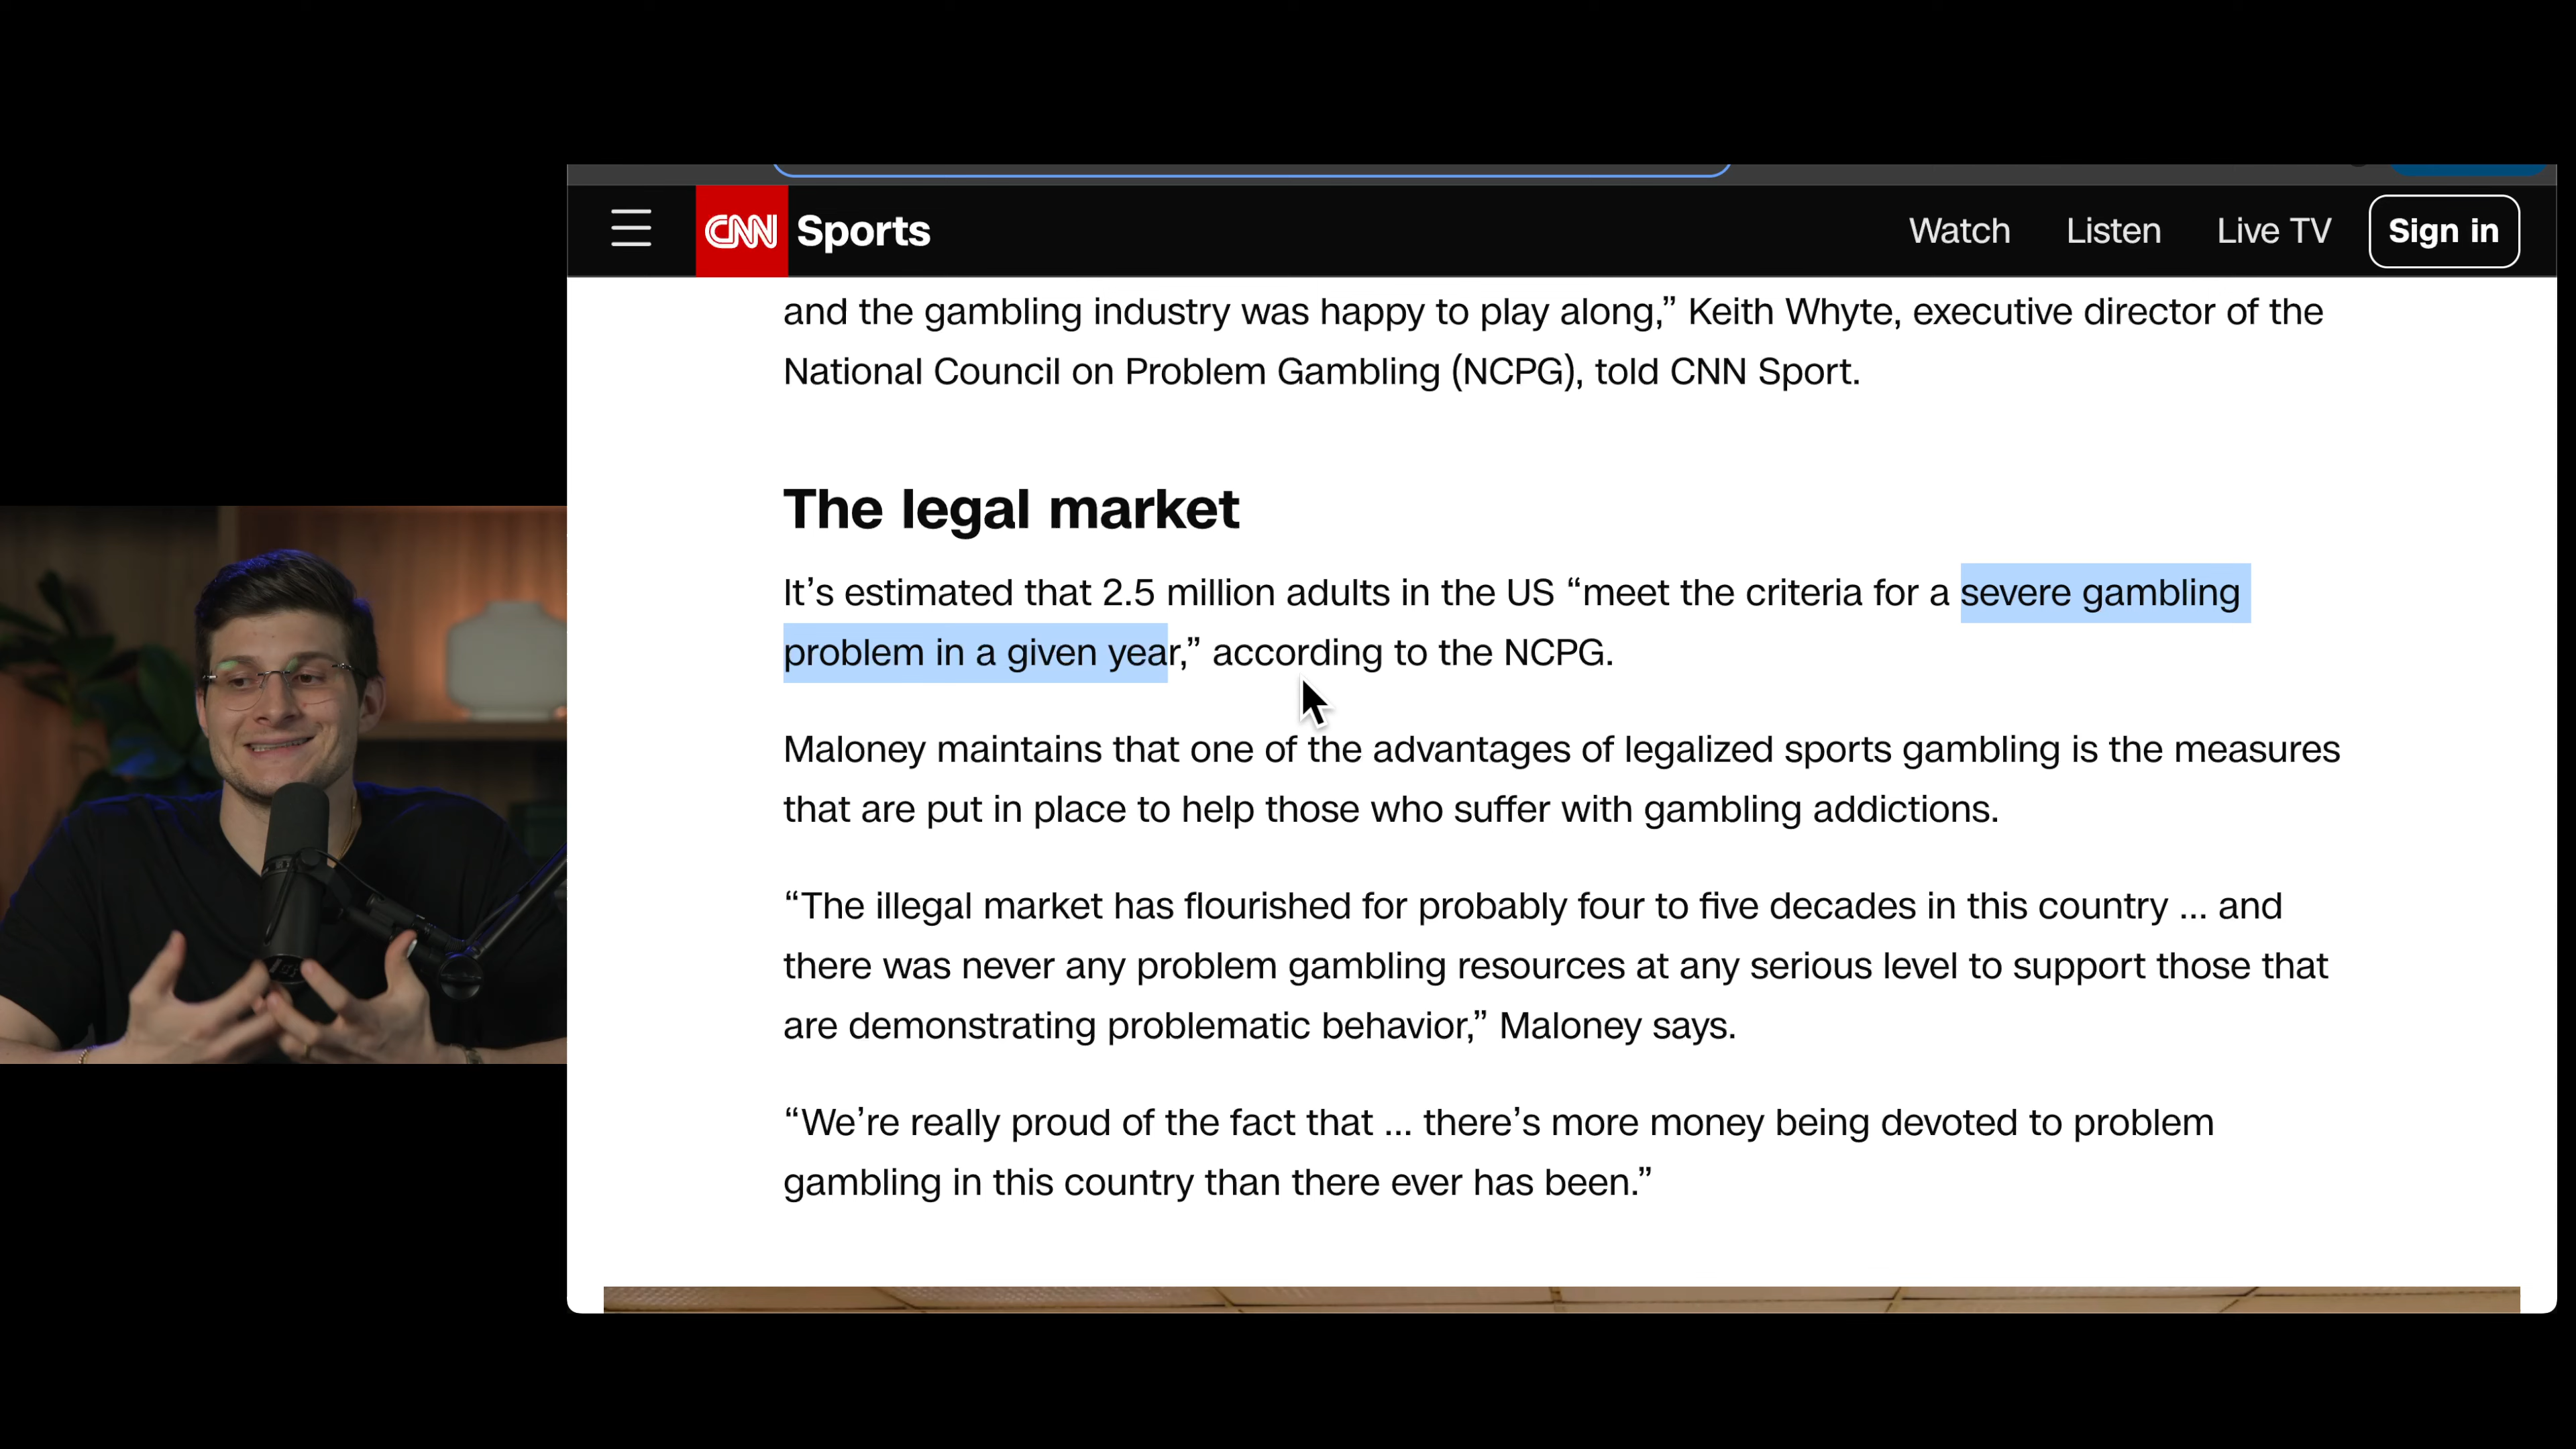 CNN Sports Watch Listen Live TV Sign in
and the gambling industry was happy to play along,” Keith Whyte, executive director of the
National Council on Problem Gambling (NCPG), told CNN Sport.
The legal market
It’s estimated that 2.5 million adults in the US “meet the criteria for a severe gambling
problem in a given year,” according to the NCPG.
Maloney maintains that one of the advantages of legalized sports gambling is the measures
that are put in place to help those who suffer with gambling addictions.
“The illegal market has flourished for probably four to five decades in this country ... and
there was never any problem gambling resources at any serious level to support those that
are demonstrating problematic behavior,” Maloney says.
“We’re really proud of the fact that ... there’s more money being devoted to problem
gambling in this country than there ever has been.”